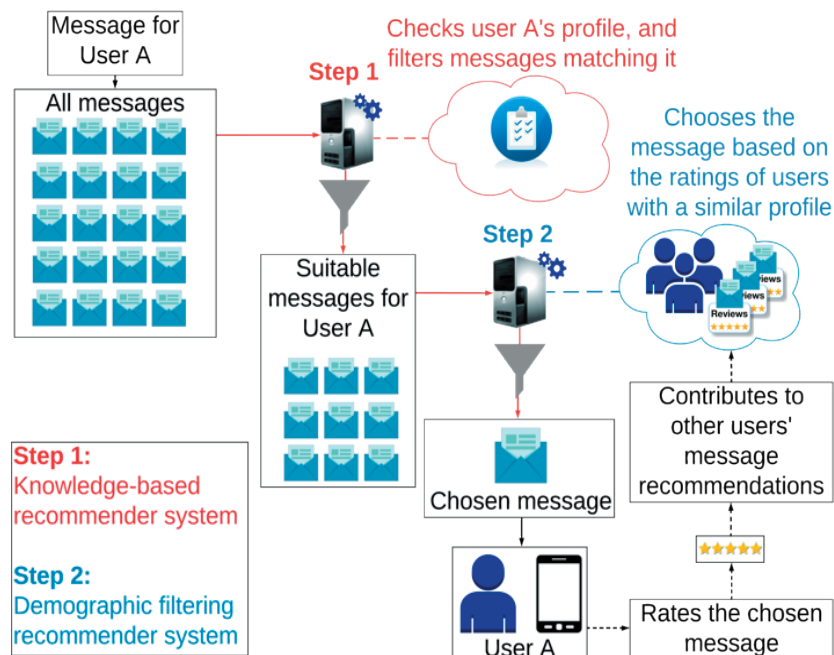 Message for
User A
All messages
Step 1
Checks user A's profile, and
filters messages matching it
Suitable
messages for
User A
Step 2
Chooses the
message based on
the ratings of users
with a similar profile
Reviews
views
views
Chosen message
User A
Rates the chosen
message
Contributes to
other users'
message
recommendations
Step 1:
Knowledge-based
recommender system
Step 2:
Demographic filtering
recommender system